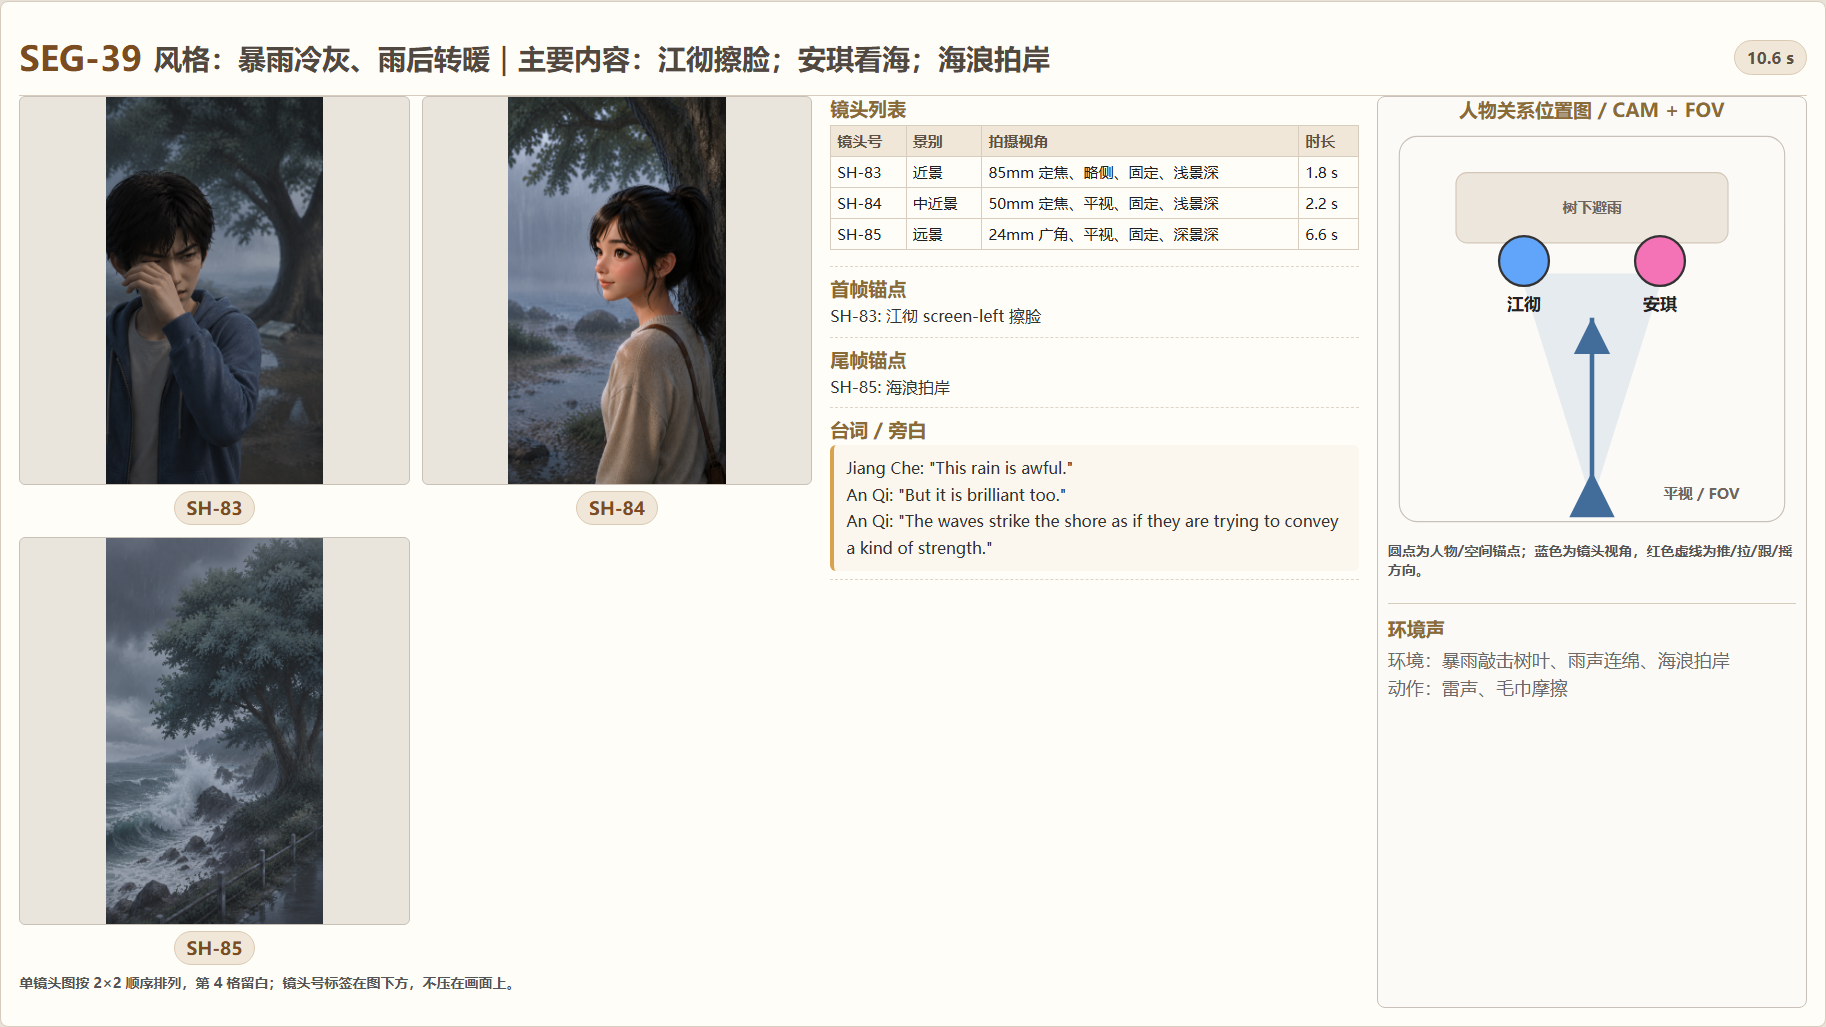 SEG-39 风格：暴雨冷灰、雨后转暖 | 主要内容：江彻擦脸；安琪看海；海浪拍岸
10.6 s
SH-83
SH-84
SH-85
单镜头图按 2×2 顺序排列，第 4 格留白；镜头号标签在图下方，不压在画面上。
镜头列表
镜头号 景别 拍摄视角 时长
SH-83 近景 85mm 定焦、略侧、固定、浅景深 1.8 s
SH-84 中近景 50mm 定焦、平视、固定、浅景深 2.2 s
SH-85 远景 24mm 广角、平视、固定、深景深 6.6 s
首帧锚点
SH-83: 江彻 screen-left 擦脸
尾帧锚点
SH-85: 海浪拍岸
台词 / 旁白
Jiang Che: "This rain is awful."
An Qi: "But it is brilliant too."
An Qi: "The waves strike the shore as if they are trying to convey
a kind of strength."
人物关系位置图 / CAM + FOV
树下避雨
江彻
安琪
平视 / FOV
圆点为人物/空间锚点；蓝色为镜头视角，红色虚线为推/拉/跟/摇
方向。
环境声
环境：暴雨敲击树叶、雨声连绵、海浪拍岸
动作：雷声、毛巾摩擦